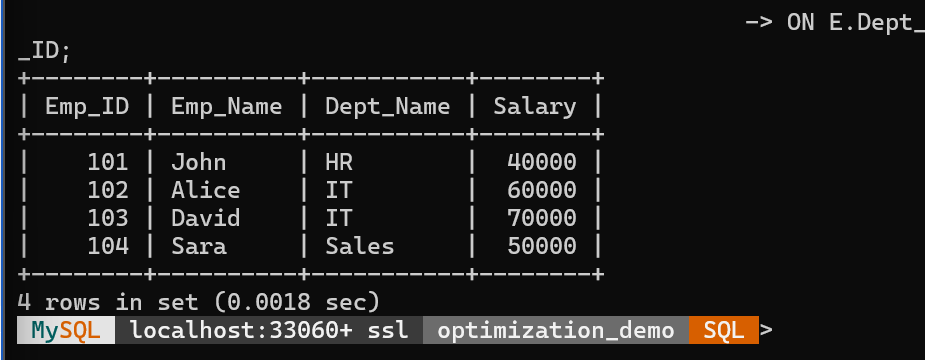 -> ON E.Dept_
_ID;
+--------+----------+-----------+--------+
| Emp_ID | Emp_Name | Dept_Name | Salary |
+--------+----------+-----------+--------+
|    101 | John     | HR        |  40000 |
|    102 | Alice    | IT        |  60000 |
|    103 | David    | IT        |  70000 |
|    104 | Sara     | Sales     |  50000 |
+--------+----------+-----------+--------+
4 rows in set (0.0018 sec)
MySQL localhost:33060+ ssl optimization_demo SQL >